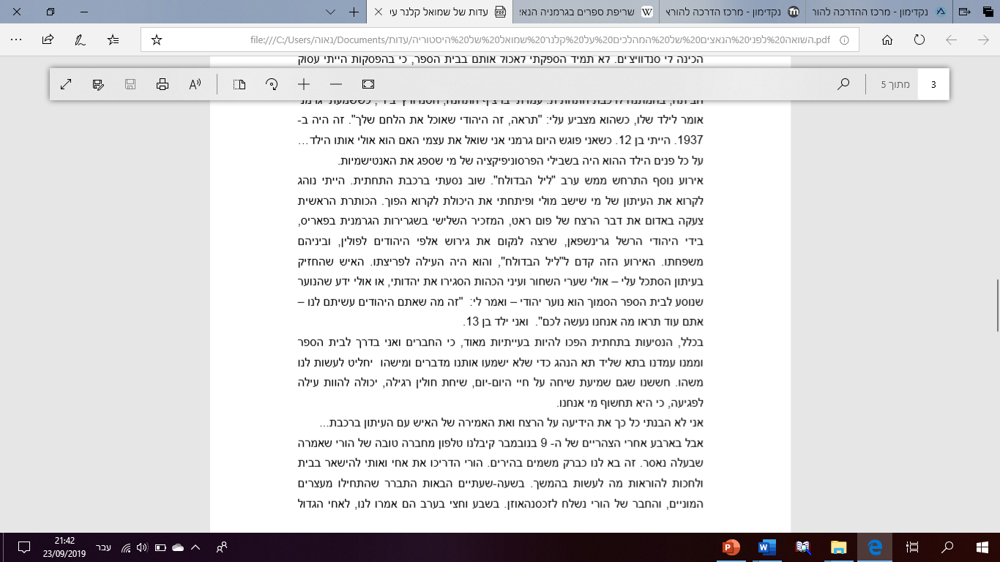 עדות של שמואל קלנר עי
שריפת ספרים בגרמניה הנאצ
נקדימון - מרכז הדרכה להורא
נקדימון - מרכז ההדרכה להור
file:///C:/Users/נאוה/Documents/עדות/היסטוריה%20של%20שמואל%20קלנר%20על%20המהלכים%20של%20הנאצים%20לפני%20השואה.pdf
הכינה לי סנדוויצ'ים. לא תמיד הספקתי לאכול אותם בבית הספר, כי בהפסקות הייתי עסוק
3 מתוך 5
אומר לילד שלו, כשהוא מצביע עלי: "תראה, זה היהודי שאוכל את הלחם שלך". זה היה ב-
1937. הייתי בן 12. כשאני פוגש היום גרמני אני שואל את עצמי האם הוא אולי אותו הילד...
על כל פנים הילד ההוא היה בשבילי הפרסוניפיקציה של מי שספג את האנטישמיות.
אירוע נוסף התרחש ממש ערב "ליל הבדולח". שוב נסעתי ברכבת התחתית. הייתי נוהג
לקרוא את העיתון של מי שישב מולי ופיתחתי את היכולת לקרוא הפוך. הכותרת הראשית
צעקה באדום את דבר הרצח של פום ראט, המזכיר השלישי בשגרירות הגרמנית בפאריס,
בידי היהודי הרשל גרינשפאן, שרצה לנקום את גירוש אלפי היהודים לפולין, וביניהם
משפחתו. האירוע הזה קדם ל"ליל הבדולח", והוא היה העילה לפריצתו. האיש שהחזיק
בעיתון הסתכל עלי – אולי שערי השחור ועיני הכהות הסגירו את יהדותי, או אולי ידע שהנוער
שנוסע לבית הספר הסמוך הוא נוער יהודי – ואמר לי: "זה מה שאתם היהודים עשיתם לנו –
אתם עוד תראו מה אנחנו נעשה לכם". ואני ילד בן 13.
בכלל, הנסיעות בתחתית הפכו להיות בעייתיות מאוד, כי החברים ואני בדרך לבית הספר
וממנו עמדנו בתא שליד תא הנהג כדי שלא ישמעו אותנו מדברים ומישהו יחליט לעשות לנו
משהו. חששנו שגם שמיעת שיחה על חיי היום-יום, שיחת חולין רגילה, יכולה להוות עילה
לפגיעה, כי היא תחשוף מי אנחנו.
אני לא הבנתי כל כך את הידיעה על הרצח ואת האמירה של האיש עם העיתון ברכבת...
אבל בארבע אחרי הצהריים של ה- 9 בנובמבר קיבלנו טלפון מחברה טובה של הורי שאמרה
שבעלה נאסר. זה בא לנו כברק משמים בהירים. הורי הדריכו את אחי ואותי להישאר בבית
ולחכות להוראות מה לעשות בהמשך. בשעה-שעתיים הבאות התברר שהתחילו מעצרים
המוניים, והחבר של הורי נשלח לזכסנהאוזן. בשבע וחצי בערב הם אמרו לנו, לאחי הגדול
עבר
21:42
23/09/2019